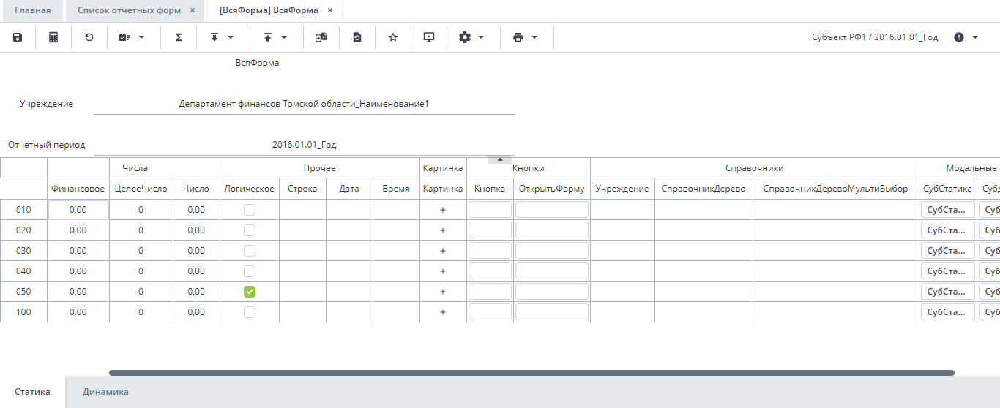 Главная Список отчетных форм × [ВсяФорма] ВсяФорма ×
Субъект РФ1 / 2016.01.01_Год
ВсяФорма
Учреждение Департамент финансов Томской области_Наименование1
Отчетный период 2016.01.01_Год
Числа Прочее Картинка Кнопки Справочники Модальные
Финансовое ЦелоеЧисло Число Логическое Строка Дата Время Картинка Кнопка ОткрытьФорму Учреждение СправочникДерево СправочникДеревоМультиВыбор СубСтатика СубД
010 0,00 0 0,00 + СубСта... Суб
020 0,00 0 0,00 + СубСта... Суб
030 0,00 0 0,00 + СубСта... Суб
040 0,00 0 0,00 + СубСта... Суб
050 0,00 0 0,00 + СубСта... Суб
100 0,00 0 0,00 + СубСта... Суб
Статика Динамика